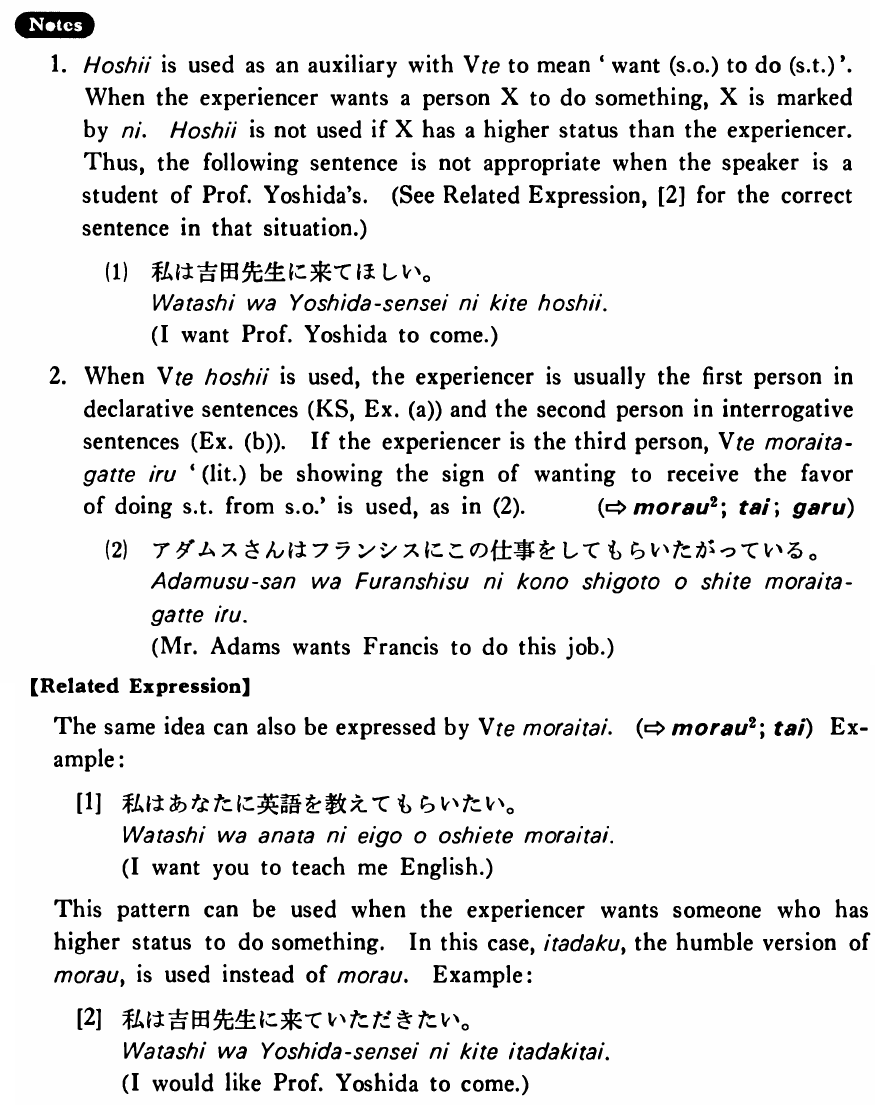 Notes
1. Hoshii is used as an auxiliary with Vte to mean ‘want (s.o.) to do (s.t.)’.
When the experiencer wants a person X to do something, X is marked
by ni. Hoshii is not used if X has a higher status than the experiencer.
Thus, the following sentence is not appropriate when the speaker is a
student of Prof. Yoshida's. (See Related Expression, [2] for the correct
sentence in that situation.)
(1) 私は吉田先生に来てほしい。
Watashi wa Yoshida-sensei ni kite hoshii.
(I want Prof. Yoshida to come.)
2. When Vte hoshii is used, the experiencer is usually the first person in
declarative sentences (KS, Ex. (a)) and the second person in interrogative
sentences (Ex. (b)). If the experiencer is the third person, Vte moraita-
gatte iru ‘(lit.) be showing the sign of wanting to receive the favor
of doing s.t. from s.o.’ is used, as in (2). (⇨ morau²; tai; garu)
(2) アダムスさんはフランシスにこの仕事をしてもらいたがっている。
Adamusu-san wa Furanshisu ni kono shigoto o shite moraita-
gatte iru.
(Mr. Adams wants Francis to do this job.)
【Related Expression】
The same idea can also be expressed by Vte moraitai. (⇨ morau²; tai) Ex-
ample:
[1] 私はあなたに英語を教えてもらいたい。
Watashi wa anata ni eigo o oshiete moraitai.
(I want you to teach me English.)
This pattern can be used when the experiencer wants someone who has
higher status to do something. In this case, itadaku, the humble version of
morau, is used instead of morau. Example:
[2] 私は吉田先生に来ていただきたい。
Watashi wa Yoshida-sensei ni kite itadakitai.
(I would like Prof. Yoshida to come.)